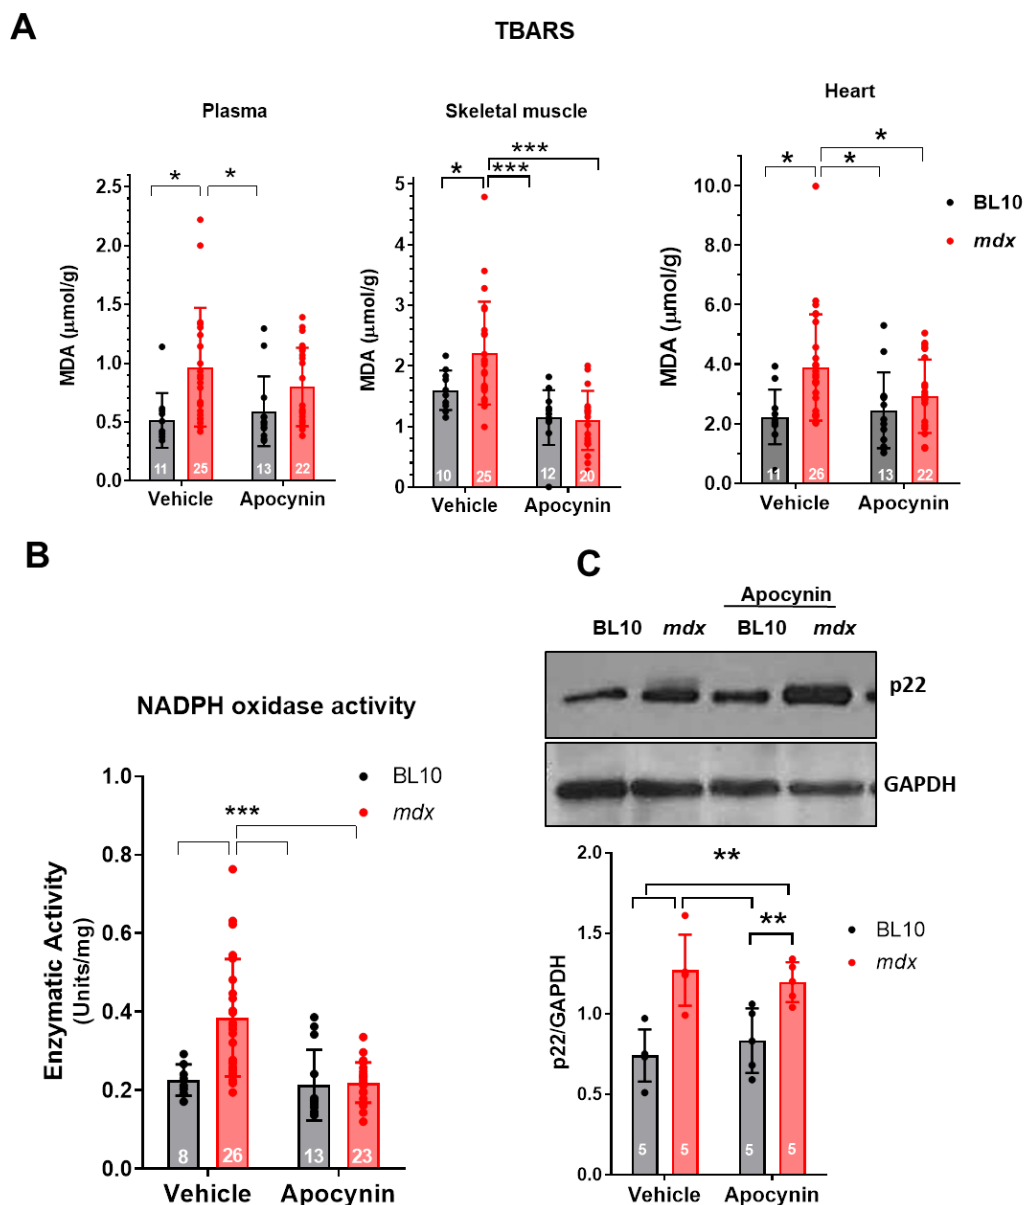 A
TBARS
Plasma
* *
MDA (μmol/g)
2.5
2.0
1.5
1.0
0.5
0.0
11 25 13 22
Vehicle Apocynin
Skeletal muscle
***
* ***
MDA (μmol/g)
5
4
3
2
1
0
10 25 12 20
Vehicle Apocynin
Heart
*
* *
MDA (μmol/g)
10.0
8.0
6.0
4.0
2.0
0.0
11 26 13 22
Vehicle Apocynin
BL10
mdx
B
NADPH oxidase activity
BL10
mdx
***
Enzymatic Activity
(Units/mg)
1.0
0.8
0.6
0.4
0.2
0.0
8 26 13 23
Vehicle Apocynin
C
Apocynin
BL10 mdx BL10 mdx
p22
GAPDH
**
**
BL10
mdx
p22/GAPDH
2.0
1.5
1.0
0.5
0.0
5 5 5 5
Vehicle Apocynin